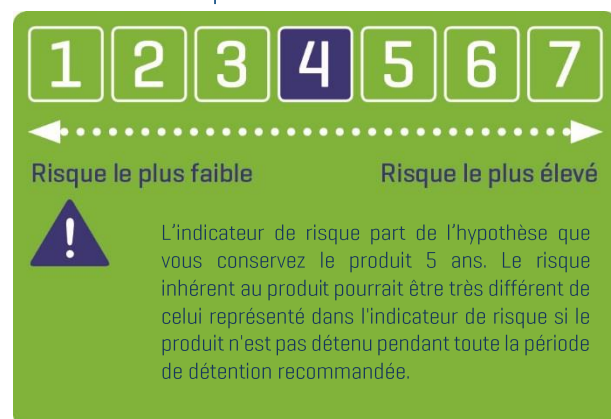 1 2 3 4 5 6 7
Risque le plus faible Risque le plus élevé
!
L'indicateur de risque part de l'hypothèse que
vous conservez le produit 5 ans. Le risque
inhérent au produit pourrait être très différent de
celui représenté dans l'indicateur de risque si le
produit n'est pas détenu pendant toute la période
de détention recommandée.